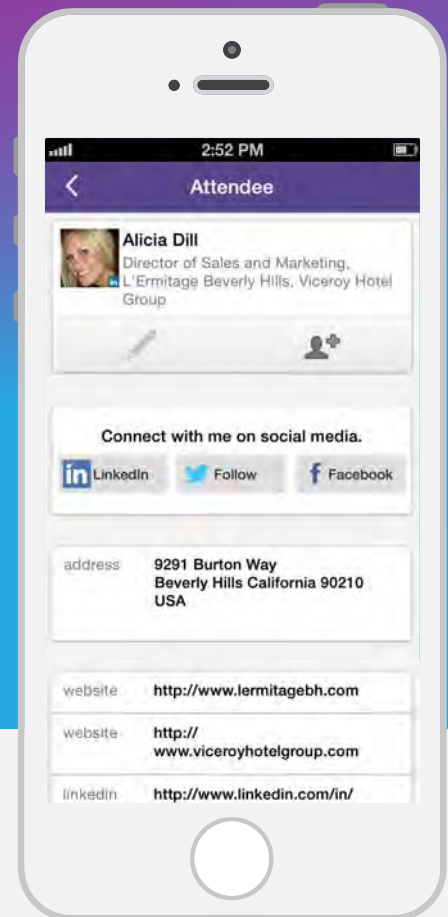 2:52 PM
Attendee
Alicia Dill
Director of Sales and Marketing,
L'Ermitage Beverly Hills, Viceroy Hotel
Group
in
Connect with me on social media.
in LinkedIn Follow f Facebook
address 9291 Burton Way
Beverly Hills California 90210
USA
website http://www.lermitagebh.com
website http://
www.viceroyhotelgroup.com
linkedin http://www.linkedin.com/in/